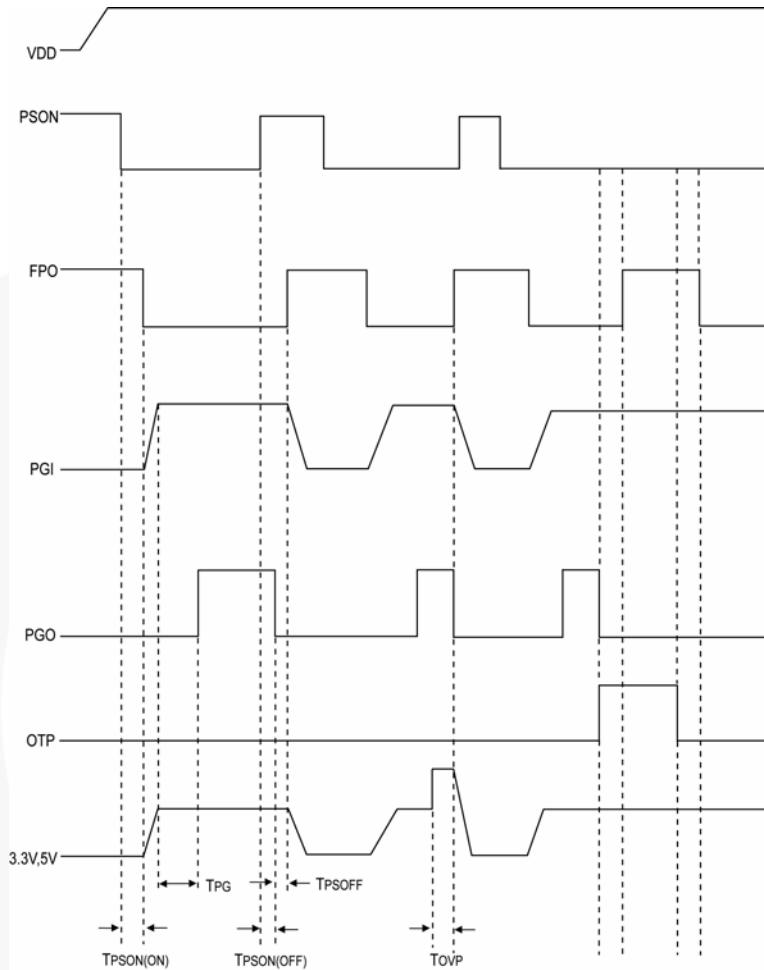 VDD
PSON
FPO
PGI
PGO
OTP
3.3V,5V
TPG
TPSOFF
TPSON(ON)
TPSON(OFF)
TOVP